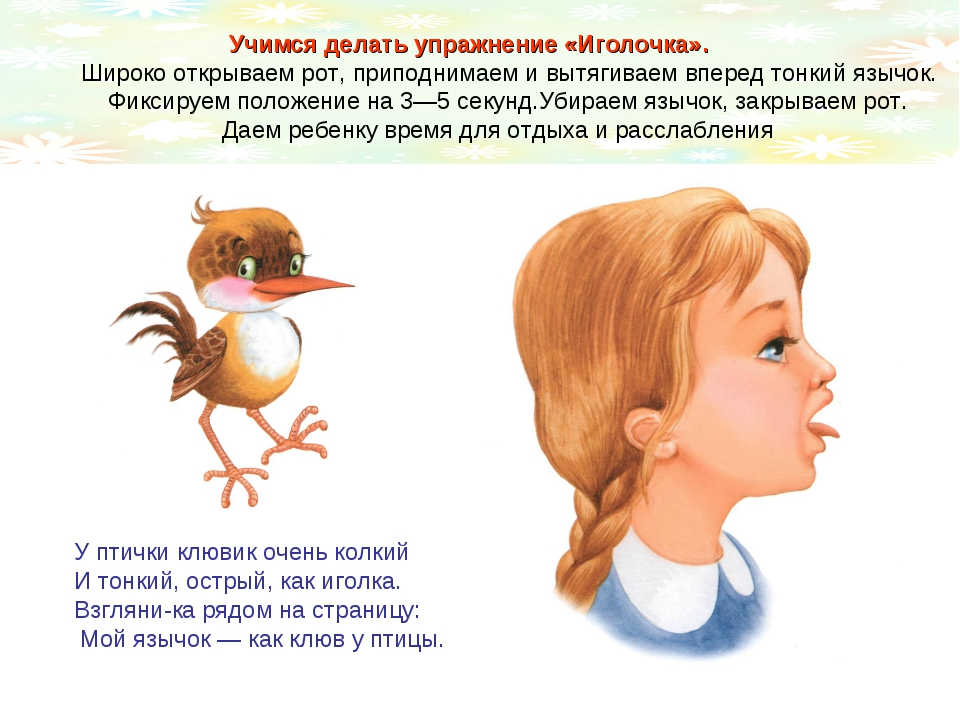 Учимся делать упражнение «Иголочка».
Широко открываем рот, приподнимаем и вытягиваем вперед тонкий язычок.
Фиксируем положение на 3—5 секунд.Убираем язычок, закрываем рот.
Даем ребенку время для отдыха и расслабления
У птички клювик очень колкий
И тонкий, острый, как иголка.
Взгляни-ка рядом на страницу:
Мой язычок — как клюв у птицы.